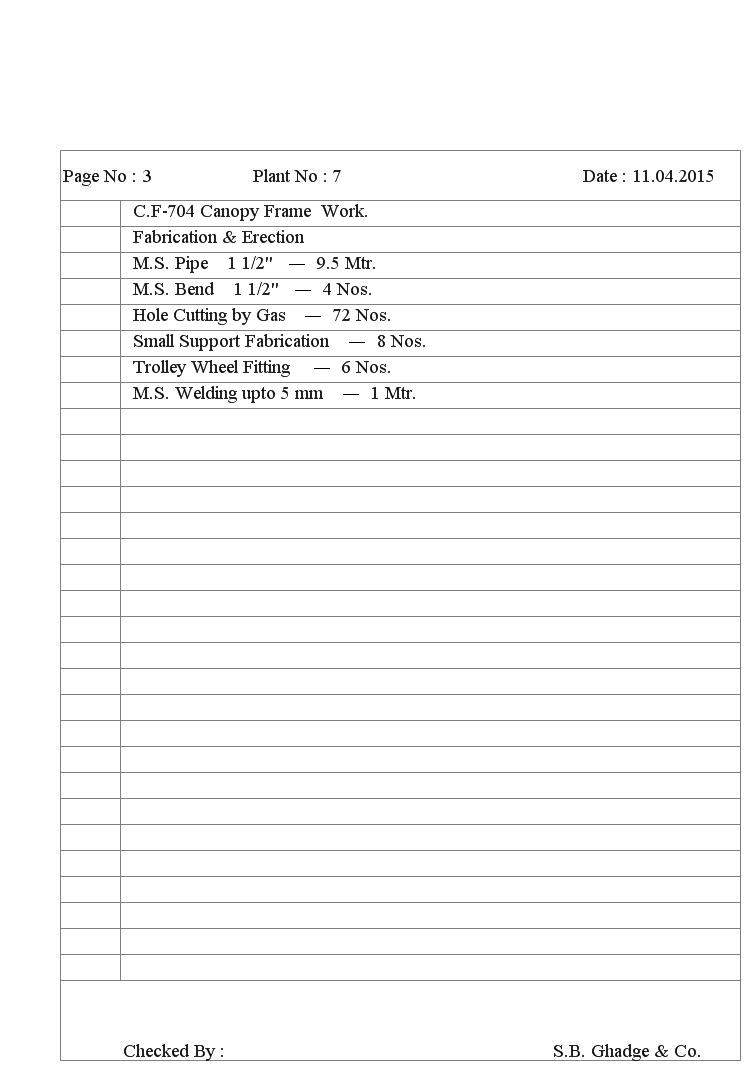 Page No : 3 Plant No : 7 Date : 11.04.2015
C.F-704 Canopy Frame Work.
Fabrication & Erection
M.S. Pipe 1 1/2" — 9.5 Mtr.
M.S. Bend 1 1/2" — 4 Nos.
Hole Cutting by Gas — 72 Nos.
Small Support Fabrication — 8 Nos.
Trolley Wheel Fitting — 6 Nos.
M.S. Welding upto 5 mm — 1 Mtr.
Checked By : S.B. Ghadge & Co.